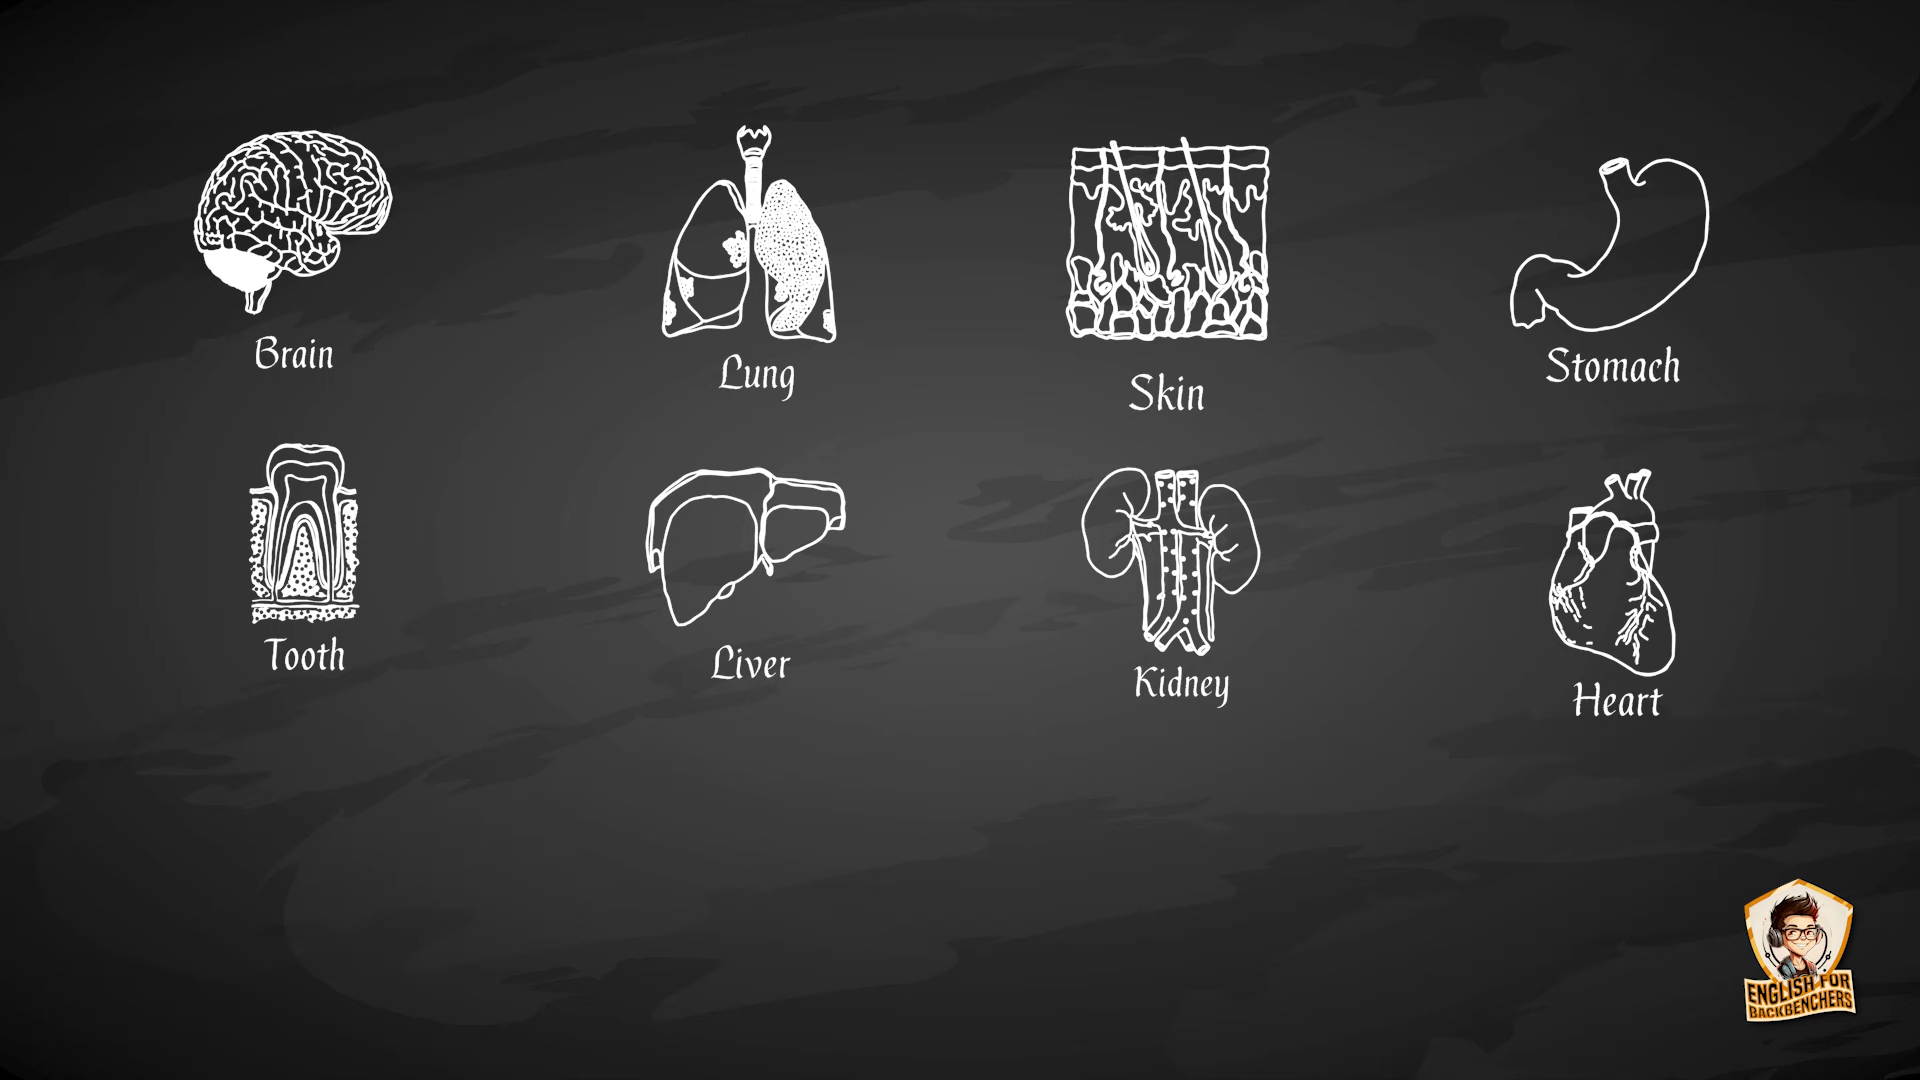 Brain
Lung
Skin
Stomach
Tooth
Liver
Kidney
Heart
ENGLISH FOR
BACKBENCHERS